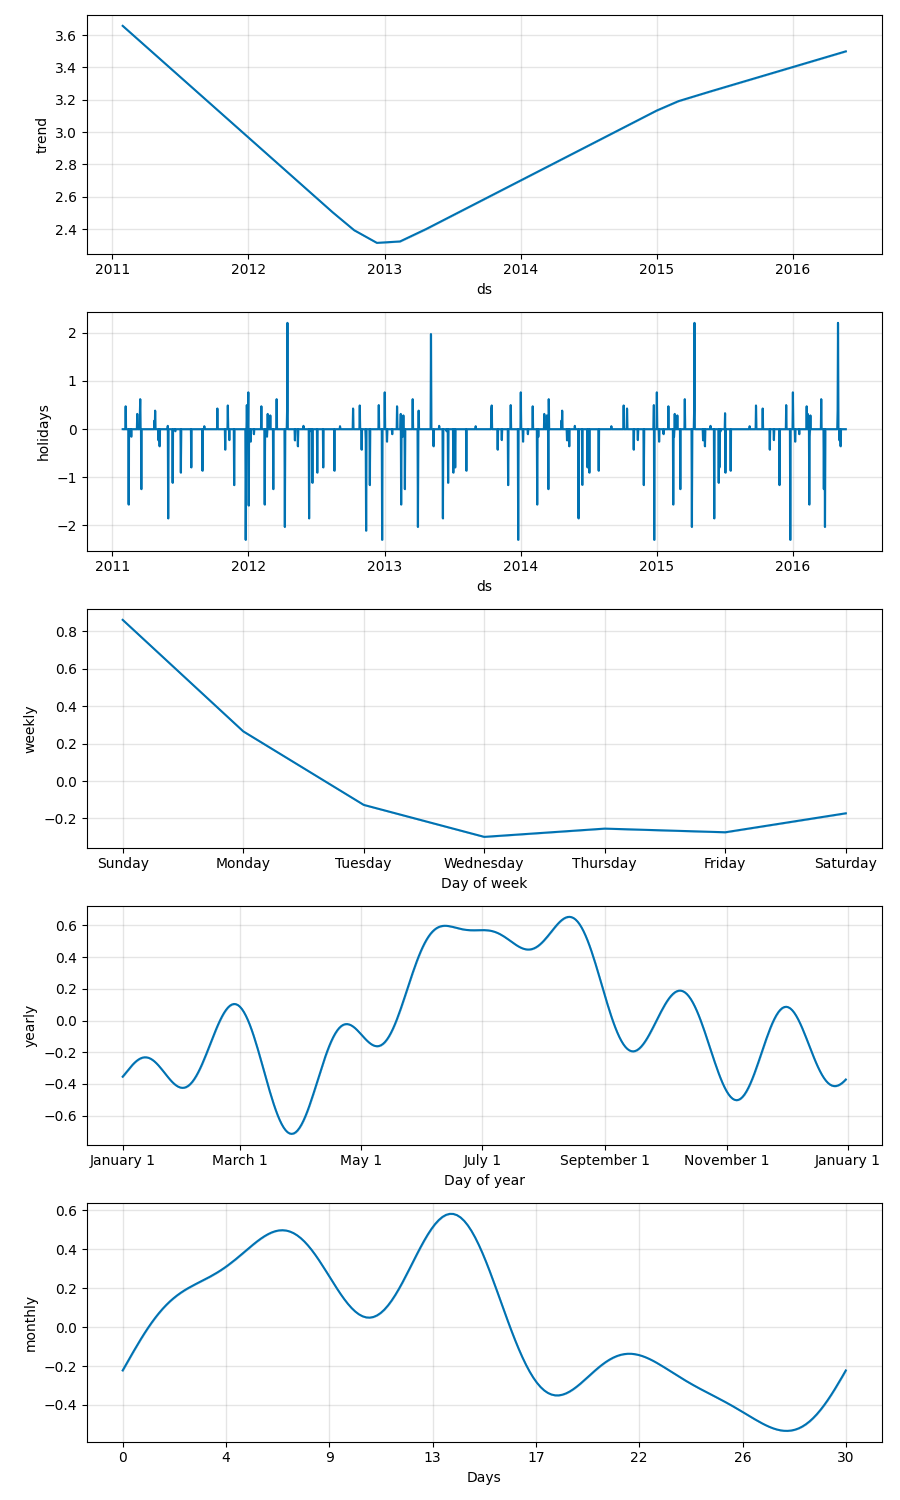 3.6
3.4
3.2
3.0
2.8
2.6
2.4
trend
2011 2012 2013 2014 2015 2016
ds
2
1
0
−1
−2
holidays
2011 2012 2013 2014 2015 2016
ds
0.8
0.6
0.4
0.2
0.0
−0.2
weekly
Sunday Monday Tuesday Wednesday Thursday Friday Saturday
Day of week
0.6
0.4
0.2
0.0
−0.2
−0.4
−0.6
yearly
January 1 March 1 May 1 July 1 September 1 November 1 January 1
Day of year
0.6
0.4
0.2
0.0
−0.2
−0.4
monthly
0 4 9 13 17 22 26 30
Days